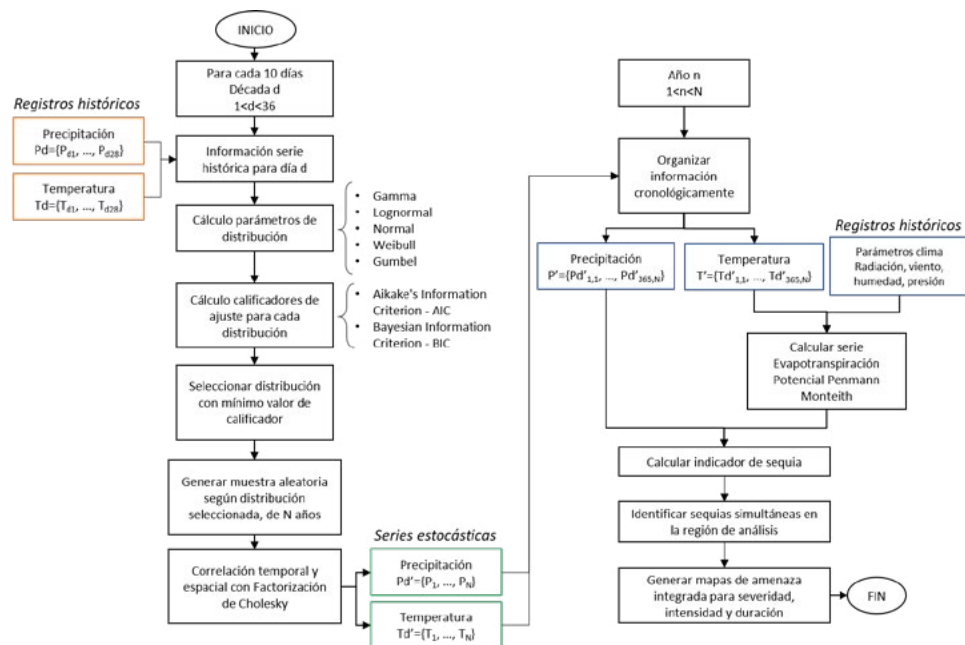 INICIO
Para cada 10 días
Década d
1<d<36
Registros históricos
Precipitación
Pd={Pd1, ..., Pd28}
Temperatura
Td={Td1, ..., Td28}
Información serie
histórica para día d
Cálculo parámetros de
distribución
• Gamma
• Lognormal
• Normal
• Weibull
• Gumbel
Cálculo calificadores de
ajuste para cada
distribución
• Aikake's Information
Criterion - AIC
• Bayesian Information
Criterion - BIC
Seleccionar distribución
con mínimo valor de
calificador
Generar muestra aleatoria
según distribución
seleccionada, de N años
Correlación temporal y
espacial con Factorización
de Cholesky
Series estocásticas
Precipitación
Pd'={P1, ..., PN}
Temperatura
Td'={T1, ..., TN}
Año n
1<n<N
Organizar
información
cronológicamente
Precipitación
P'={Pd'1,1, ..., Pd'365,N}
Temperatura
T'={Td'1,1, ..., Td'365,N}
Registros históricos
Parámetros clima
Radiación, viento,
humedad, presión
Calcular serie
Evapotranspiración
Potencial Penmann
Monteith
Calcular indicador de sequia
Identificar sequias simultáneas en
la región de análisis
Generar mapas de amenaza
integrada para severidad,
intensidad y duración
FIN